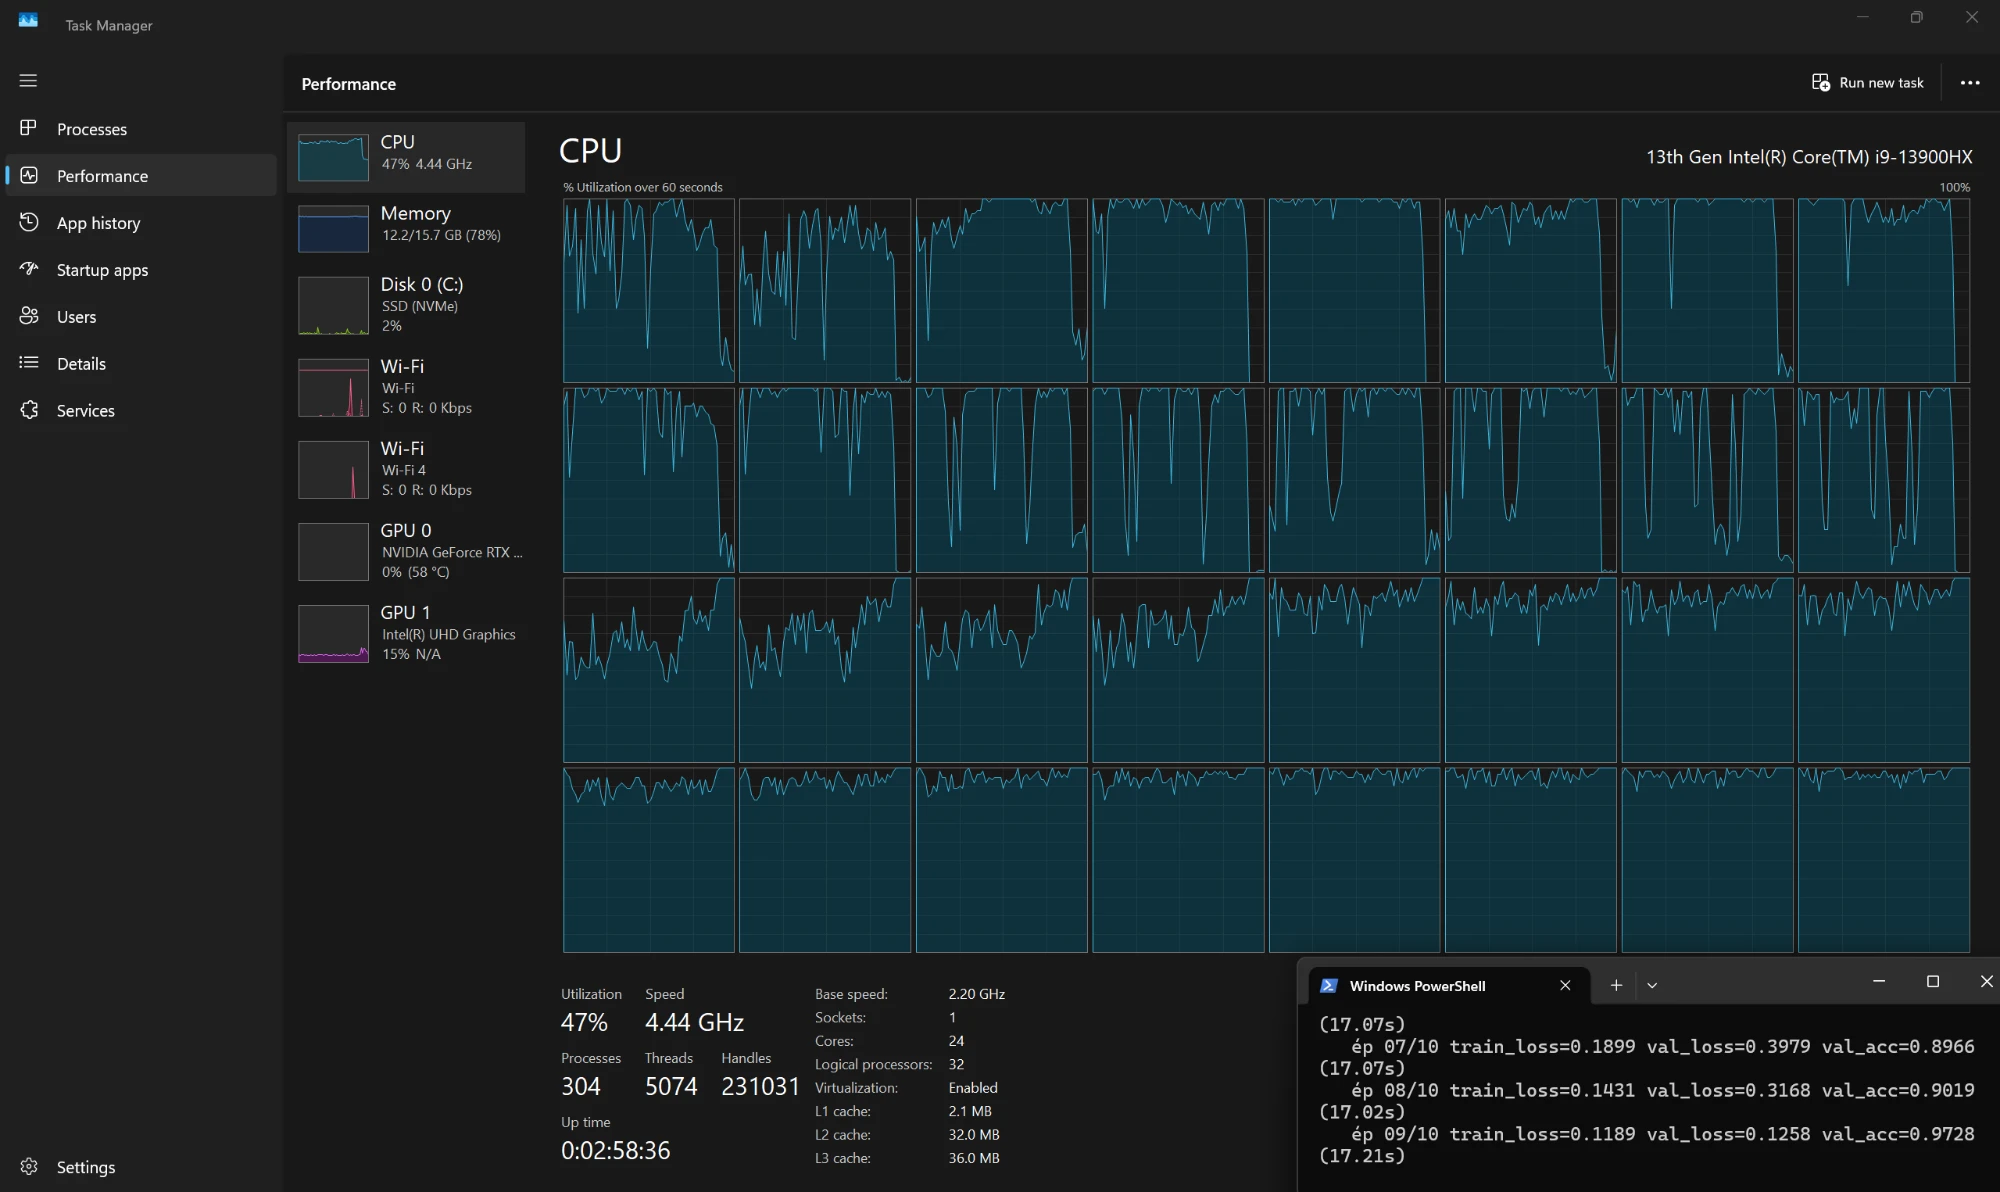 Task Manager
Performance
Run new task
Processes
Performance
App history
Startup apps
Users
Details
Services
Settings
CPU
47% 4.44 GHz
Memory
12.2/15.7 GB (78%)
Disk 0 (C:)
SSD (NVMe)
2%
Wi-Fi
Wi-Fi
S: 0 R: 0 Kbps
Wi-Fi
Wi-Fi 4
S: 0 R: 0 Kbps
GPU 0
NVIDIA GeForce RTX ...
0% (58 °C)
GPU 1
Intel(R) UHD Graphics
15% N/A
CPU
13th Gen Intel(R) Core(TM) i9-13900HX
% Utilization over 60 seconds
100%
Utilization
47%
Speed
4.44 GHz
Processes
304
Threads
5074
Handles
231031
Up time
0:02:58:36
Base speed: 2.20 GHz
Sockets: 1
Cores: 24
Logical processors: 32
Virtualization: Enabled
L1 cache: 2.1 MB
L2 cache: 32.0 MB
L3 cache: 36.0 MB
Windows PowerShell
(17.07s)
ép 07/10 train_loss=0.1899 val_loss=0.3979 val_acc=0.8966
(17.07s)
ép 08/10 train_loss=0.1431 val_loss=0.3168 val_acc=0.9019
(17.02s)
ép 09/10 train_loss=0.1189 val_loss=0.1258 val_acc=0.9728
(17.21s)